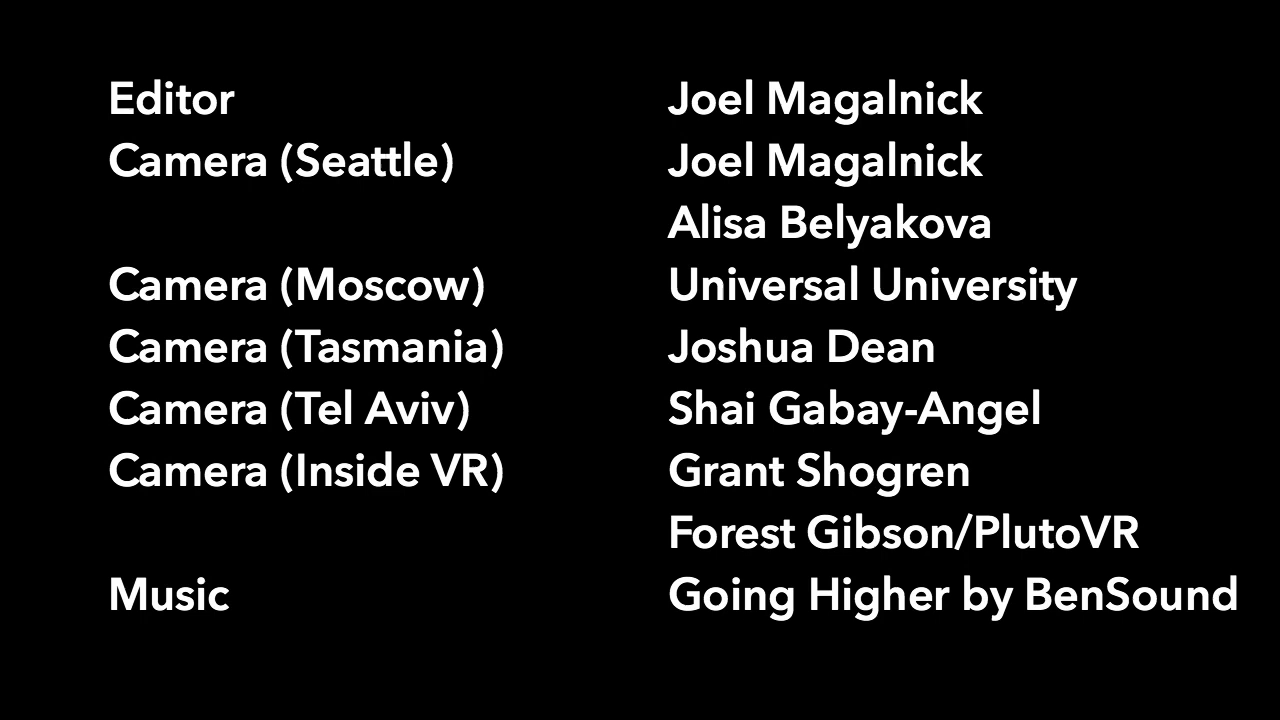 Editor Joel Magalnick
Camera (Seattle) Joel Magalnick
Alisa Belyakova
Camera (Moscow) Universal University
Camera (Tasmania) Joshua Dean
Camera (Tel Aviv) Shai Gabay-Angel
Camera (Inside VR) Grant Shogren
Forest Gibson/PlutoVR
Music Going Higher by BenSound